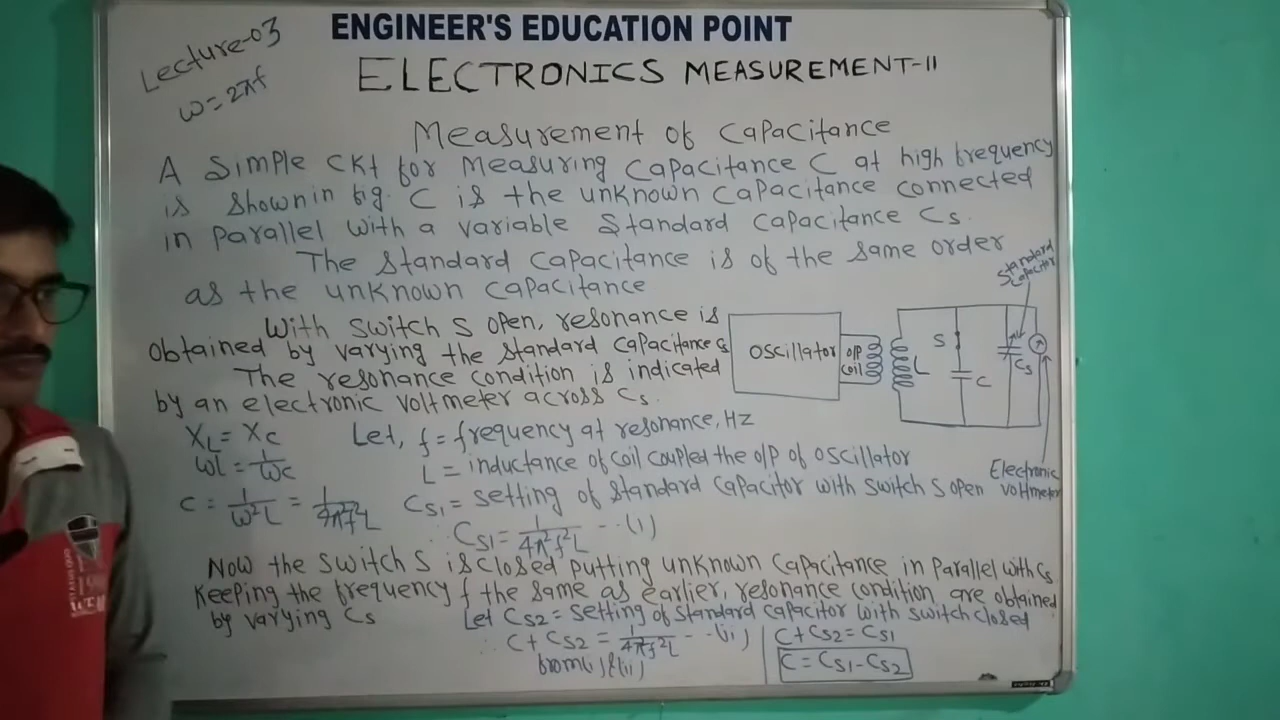 Lecture-03
ω=2πf
ENGINEER'S EDUCATION POINT
ELECTRONICS MEASUREMENT-II
Measurement of Capacitance
A Simple CKt for Measuring Capacitance C at high frequency
is shown in fig. C is the unknown Capacitance connected
in parallel with a variable Standard Capacitance Cs.
The Standard Capacitance is of the same order
as the unknown Capacitance
With switch S open, resonance is
obtained by varying the standard capacitance Cs
The resonance condition is indicated
by an electronic voltmeter across Cs.
Oscillator
O/P
Coil
L
S
C
Cs
Standard
Capacitor
Electronic
Voltmeter
XL = XC
ωL = 1/ωC
C = 1/ω²L = 1/4π²f²L
Let, f = frequency at resonance, Hz
L = inductance of coil coupled the O/P of oscillator
CS1 = setting of standard capacitor with switch S open
∴ CS1 = 1/4π²f²L --(i)
Now the switch S is closed putting unknown Capacitance in parallel with Cs
Keeping the frequency f the same as earlier, resonance condition are obtained
by varying Cs
Let CS2 = setting of standard capacitor with switch closed
∴ C + CS2 = 1/4π²f²L --(ii)
from (i) & (ii)
C + CS2 = CS1
C = CS1 - CS2